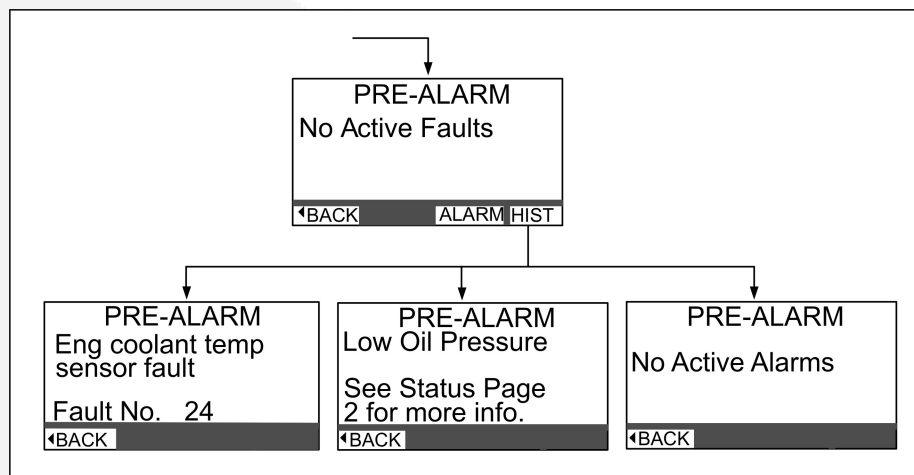 PRE-ALARM
No Active Faults
BACK ALARM HIST
PRE-ALARM
Eng coolant temp
sensor fault
Fault No. 24
BACK
PRE-ALARM
Low Oil Pressure
See Status Page
2 for more info.
BACK
PRE-ALARM
No Active Alarms
BACK